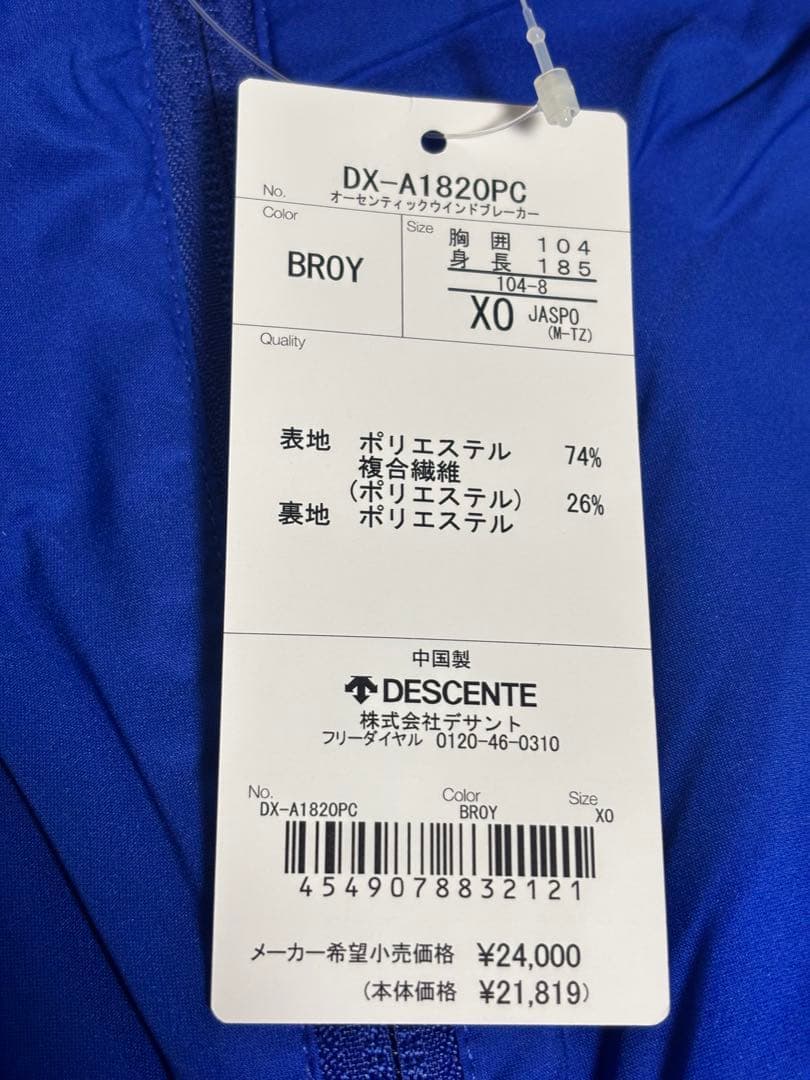 No. DX-A1820PC
オーセンティックウインドブレーカー
Color
BROY
Size
胸囲 104
身長 185
104-8
XO JASPO
(M-TZ)
Quality
表地 ポリエステル 74%
複合繊維
(ポリエステル) 26%
裏地 ポリエステル
中国製
DESCENTE
株式会社デサント
フリーダイヤル 0120-46-0310
No. Color Size
DX-A1820PC BROY XO
4549078832121
メーカー希望小売価格 ¥24,000
(本体価格 ¥21,819)